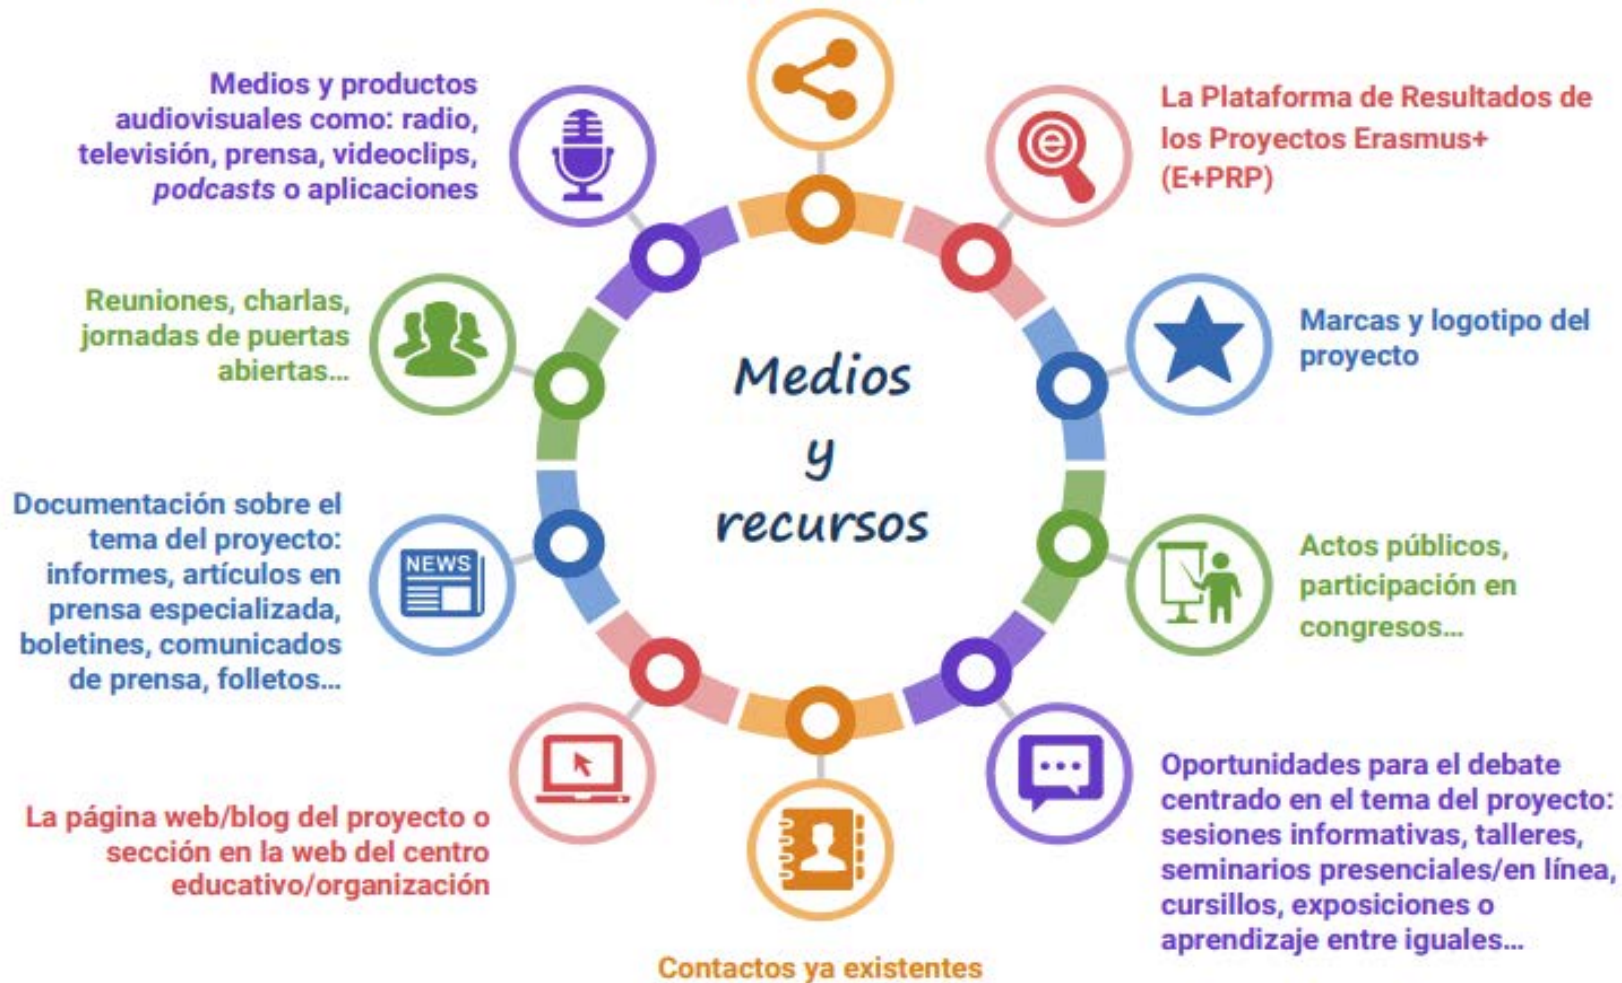 Medios y productos
audiovisuales como: radio,
televisión, prensa, videoclips,
podcasts o aplicaciones
La Plataforma de Resultados de
los Proyectos Erasmus+
(E+PRP)
Reuniones, charlas,
jornadas de puertas
abiertas…
Marcas y logotipo del
proyecto
Medios
y
recursos
Documentación sobre el
tema del proyecto:
informes, artículos en
prensa especializada,
boletines, comunicados
de prensa, folletos…
NEWS
Actos públicos,
participación en
congresos…
La página web/blog del proyecto o
sección en la web del centro
educativo/organización
Oportunidades para el debate
centrado en el tema del proyecto:
sesiones informativas, talleres,
seminarios presenciales/en línea,
cursillos, exposiciones o
aprendizaje entre iguales…
Contactos ya existentes